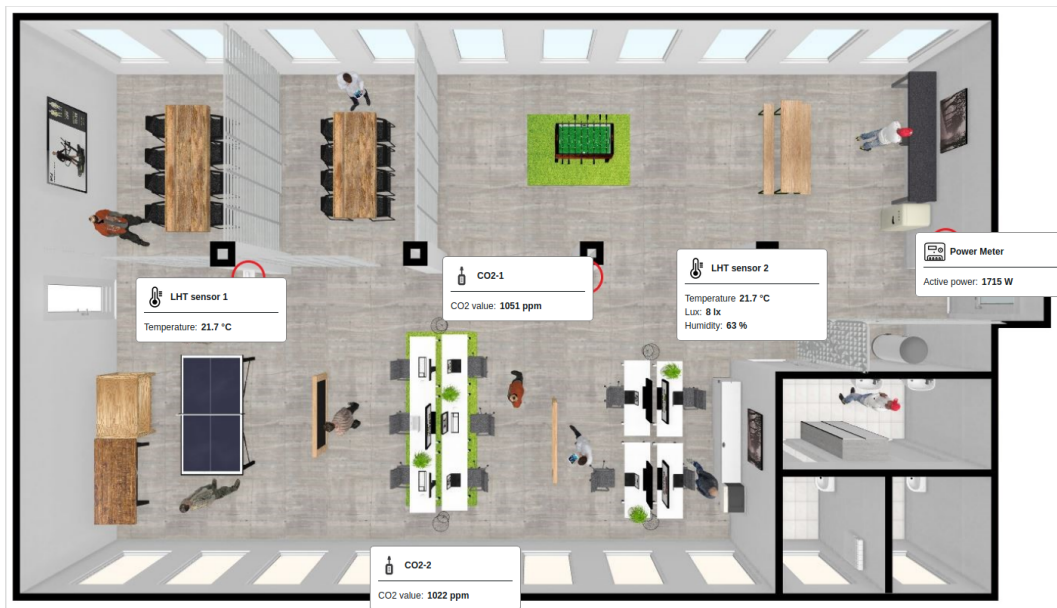 Power Meter
Active power: 1715 W
LHT sensor 2
Temperature 21.7 °C
Lux: 8 lx
Humidity: 63 %
CO2-1
CO2 value: 1051 ppm
LHT sensor 1
Temperature: 21.7 °C
CO2-2
CO2 value: 1022 ppm